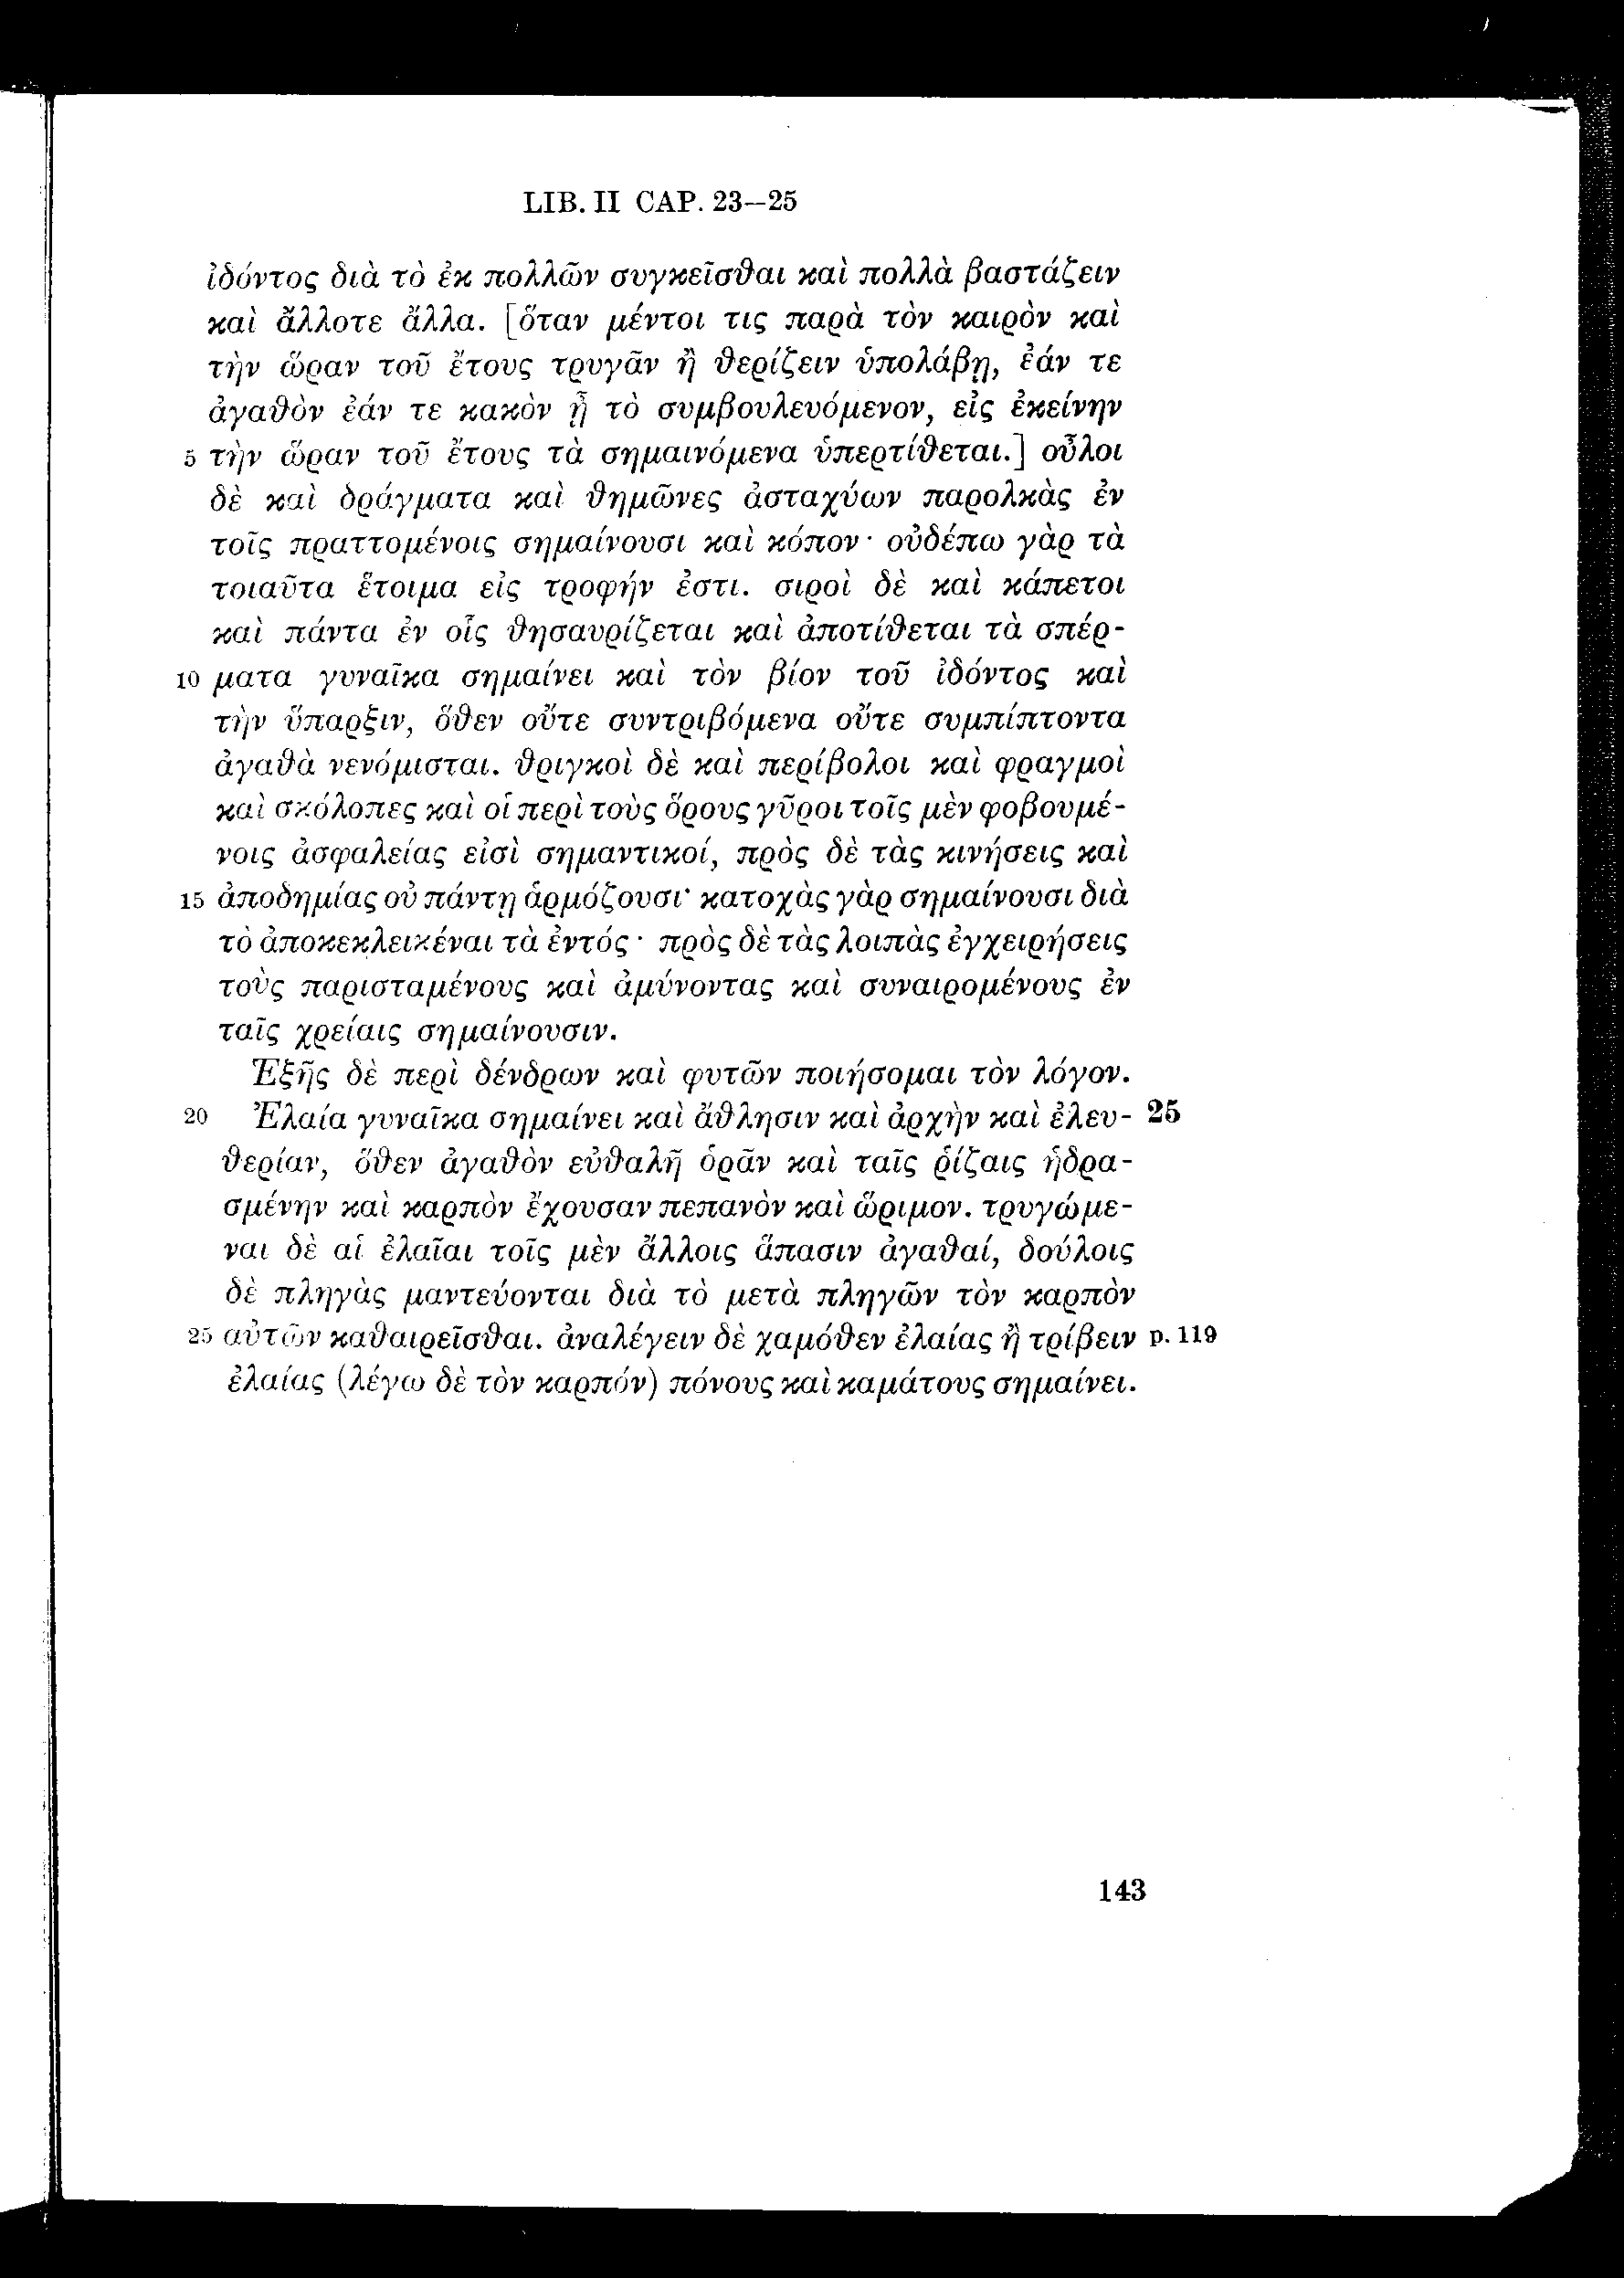 LIB. II CAP. 23–25
ἰδόντος διὰ τὸ ἐκ πολλῶν συγκεῖσθαι καὶ πολλὰ βαστάζειν
καὶ ἄλλοτε ἄλλα. [ὅταν μέντοι τις παρὰ τὸν καιρὸν καὶ
τὴν ὥραν τοῦ ἔτους τρυγᾶν ἢ θερίζειν ὑπολάβῃ, ἐάν τε
ἀγαθὸν ἐάν τε κακὸν ᾖ τὸ συμβουλευόμενον, εἰς ἐκείνην
5 τὴν ὥραν τοῦ ἔτους τὰ σημαινόμενα ὑπερτίθεται.] οὖλοι
δὲ καὶ δράγματα καὶ θημῶνες ἀσταχύων παρολκὰς ἐν
τοῖς πραττομένοις σημαίνουσι καὶ κόπον· οὐδέπω γὰρ τὰ
τοιαῦτα ἕτοιμα εἰς τροφήν ἐστι. σιροὶ δὲ καὶ κάπετοι
καὶ πάντα ἐν οἷς θησαυρίζεται καὶ ἀποτίθεται τὰ σπέρ-
10 ματα γυναῖκα σημαίνει καὶ τὸν βίον τοῦ ἰδόντος καὶ
τὴν ὕπαρξιν, ὅθεν οὔτε συντριβόμενα οὔτε συμπίπτοντα
ἀγαθὰ νενόμισται. θριγκοὶ δὲ καὶ περίβολοι καὶ φραγμοὶ
καὶ σκόλοπες καὶ οἱ περὶ τοὺς ὅρους γῦροι τοῖς μὲν φοβουμέ-
νοις ἀσφαλείας εἰσὶ σημαντικοί, πρὸς δὲ τὰς κινήσεις καὶ
15 ἀποδημίας οὐ πάντῃ ἁρμόζουσι· κατοχὰς γὰρ σημαίνουσι διὰ
τὸ ἀποκεκλεικέναι τὰ ἐντός· πρὸς δὲ τὰς λοιπὰς ἐγχειρήσεις
τοὺς παρισταμένους καὶ ἀμύνοντας καὶ συναιρομένους ἐν
ταῖς χρείαις σημαίνουσιν.
Ἑξῆς δὲ περὶ δένδρων καὶ φυτῶν ποιήσομαι τὸν λόγον.
20 Ἐλαία γυναῖκα σημαίνει καὶ ἄθλησιν καὶ ἀρχὴν καὶ ἐλευ- 25
θερίαν, ὅθεν ἀγαθὸν εὐθαλῆ ὁρᾶν καὶ ταῖς ῥίζαις ἡδρα-
σμένην καὶ καρπὸν ἔχουσαν πεπανὸν καὶ ὥριμον. τρυγώμε-
ναι δὲ αἱ ἐλαῖαι τοῖς μὲν ἄλλοις ἅπασιν ἀγαθαί, δούλοις
δὲ πληγὰς μαντεύονται διὰ τὸ μετὰ πληγῶν τὸν καρπὸν
25 αὐτῶν καθαιρεῖσθαι. ἀναλέγειν δὲ χαμόθεν ἐλαίας ἢ τρίβειν p. 119
ἐλαίας (λέγω δὲ τὸν καρπόν) πόνους καὶ καμάτους σημαίνει.
143